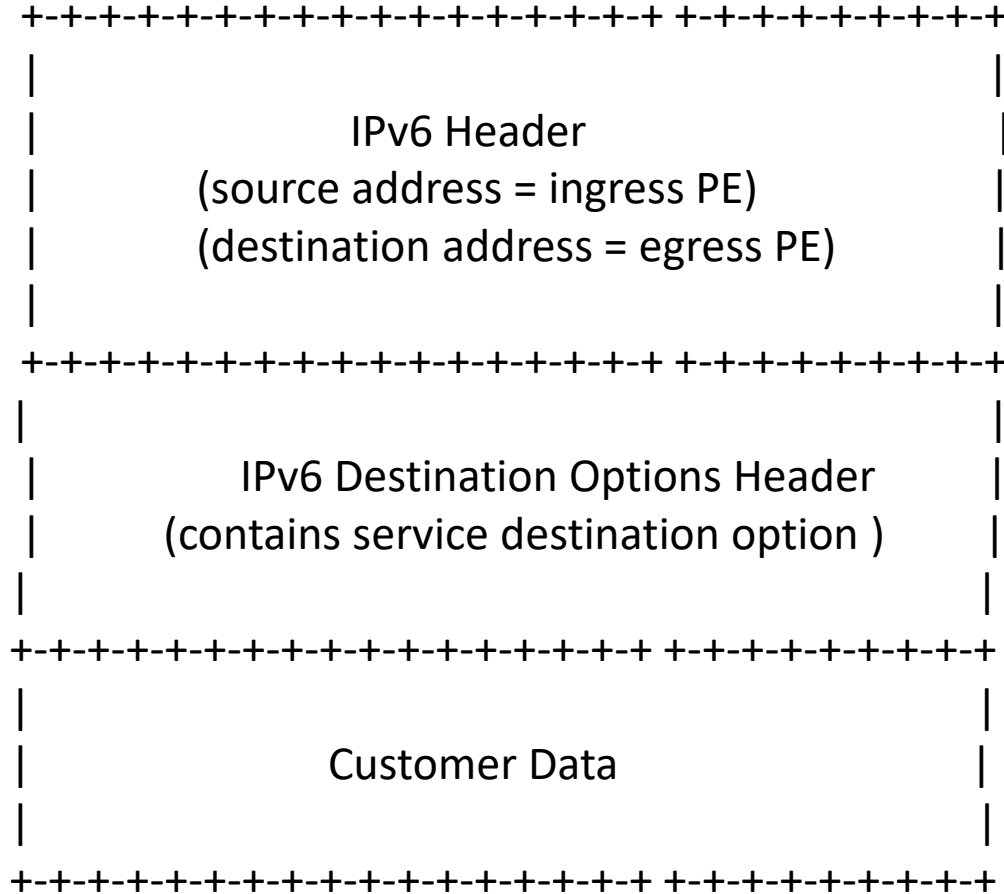 +-+-+-+-+-+-+-+-+-+-+-+-+-+-+-+-+ +-+-+-+-+-+-+-+-+
| |
| IPv6 Header |
| (source address = ingress PE) |
| (destination address = egress PE) |
| |
+-+-+-+-+-+-+-+-+-+-+-+-+-+-+-+-+ +-+-+-+-+-+-+-+-+
| |
| IPv6 Destination Options Header |
| (contains service destination option ) |
| |
+-+-+-+-+-+-+-+-+-+-+-+-+-+-+-+-+ +-+-+-+-+-+-+-+-+
| |
| Customer Data |
| |
+-+-+-+-+-+-+-+-+-+-+-+-+-+-+-+-+ +-+-+-+-+-+-+-+-+